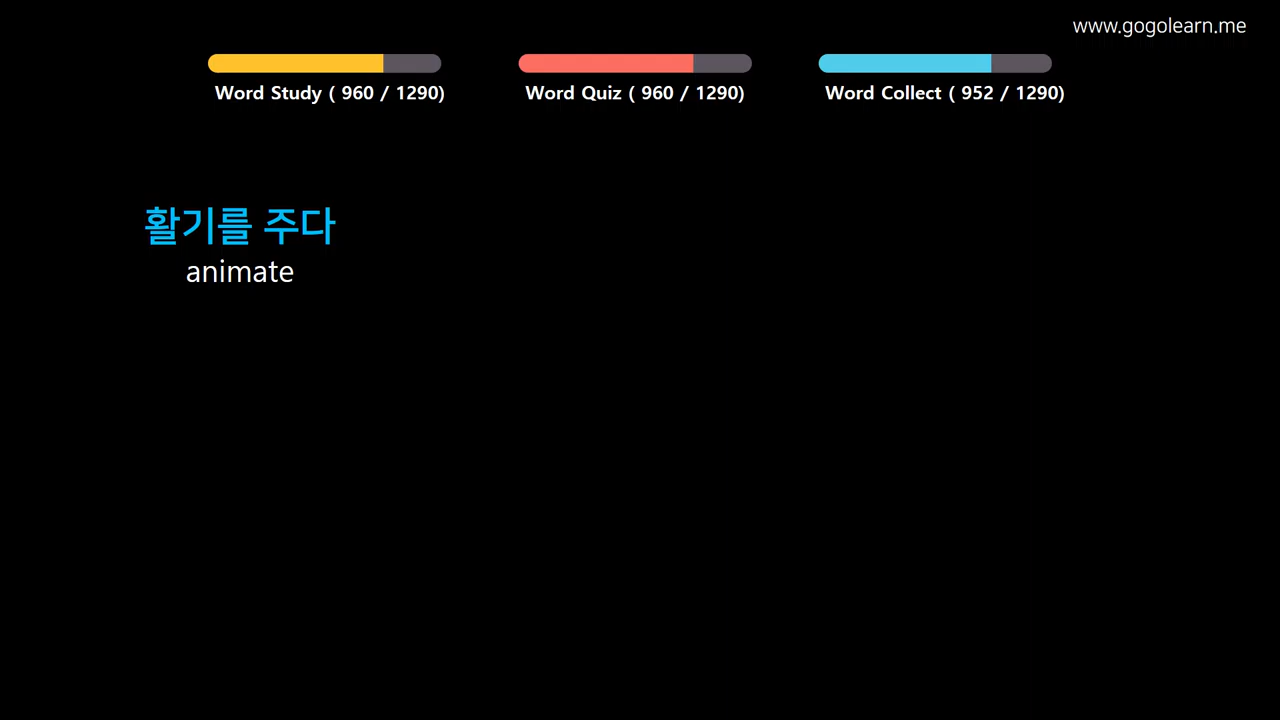 www.gogolearn.me
Word Study ( 960 / 1290)
Word Quiz ( 960 / 1290)
Word Collect ( 952 / 1290)
활기를 주다
animate